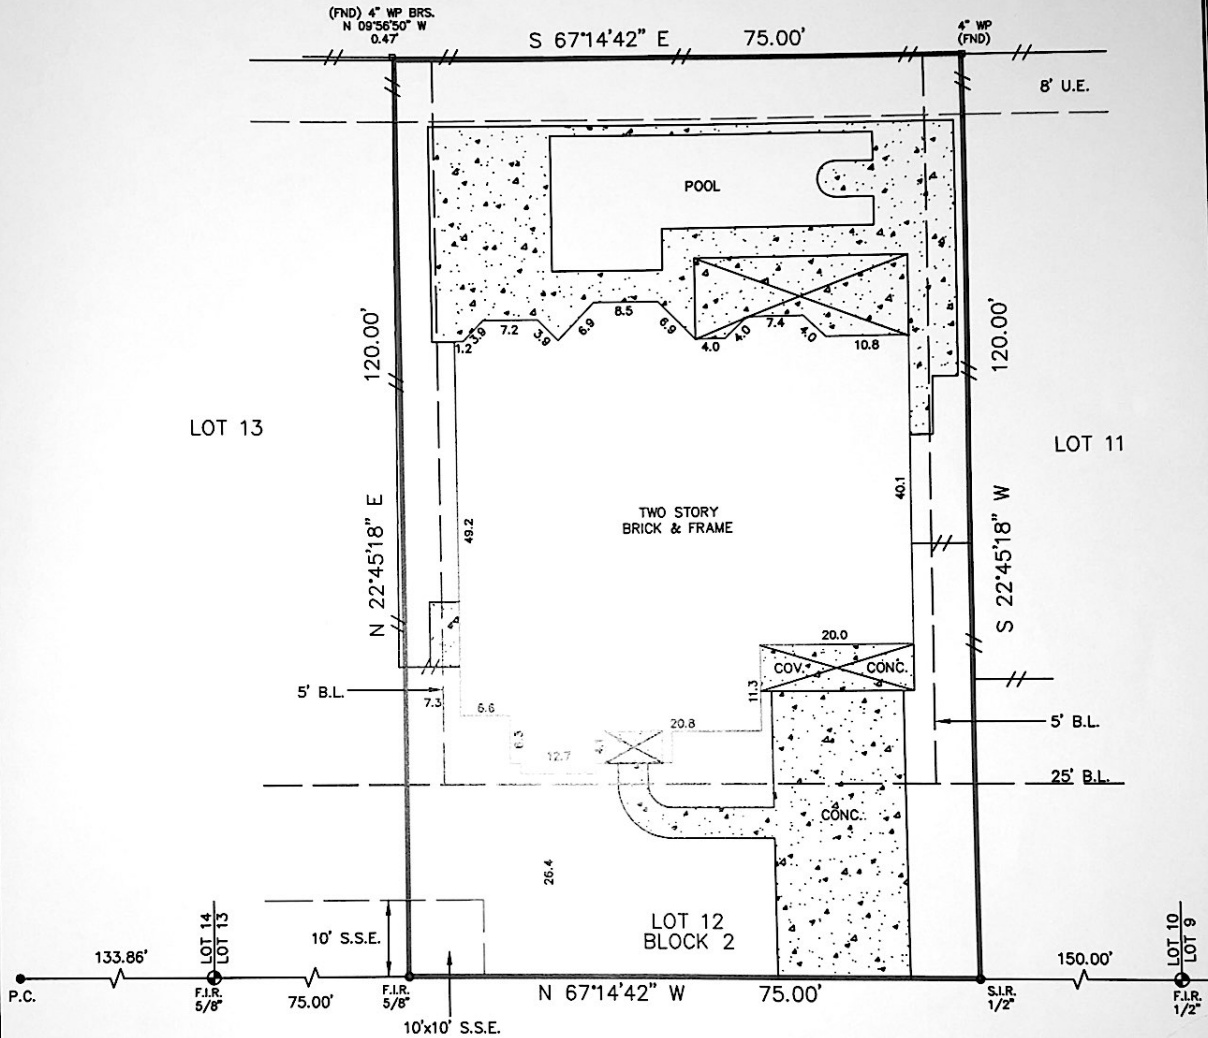 (FND) 4" WP BRS.
N 09°56'50" W
0.47'
S 67°14'42" E
75.00'
4" WP
(FND)
8' U.E.
POOL
120.00'
120.00'
1.2
3.9
7.2
3.9
6.9
8.5
6.9
4.0
4.0
7.4
4.0
10.8
LOT 13
LOT 11
N 22°45'18" E
49.2
TWO STORY
BRICK & FRAME
40.1
S 22°45'18" W
20.0
COV.
CONC.
5' B.L.
7.3
6.6
6.3
12.7
4.1
20.8
11.3
5' B.L.
25' B.L.
CONC.
26.4
LOT 12
BLOCK 2
10' S.S.E.
LOT 14
LOT 13
133.86'
P.C.
F.I.R.
5/8"
75.00'
F.I.R.
5/8"
10'x10' S.S.E.
N 67°14'42" W
75.00'
S.I.R.
1/2"
150.00'
LOT 10
LOT 9
F.I.R.
1/2"